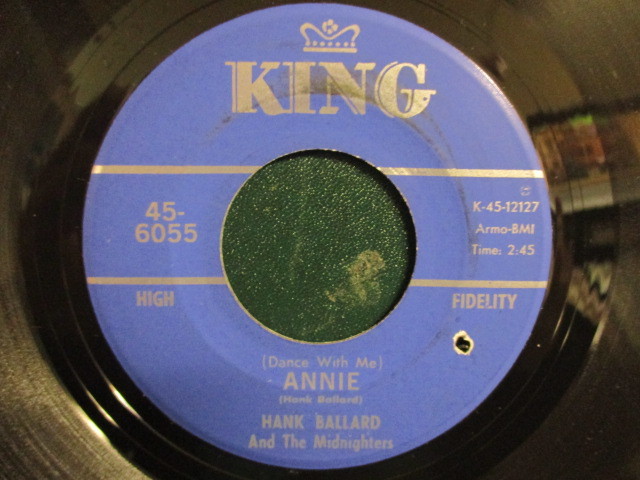 KING
45-
6055
K-45-12127
Armo-BMI
Time: 2:45
HIGH FIDELITY
(Dance With Me)
ANNIE
(Hank Ballard)
HANK BALLARD
And The Midnighters